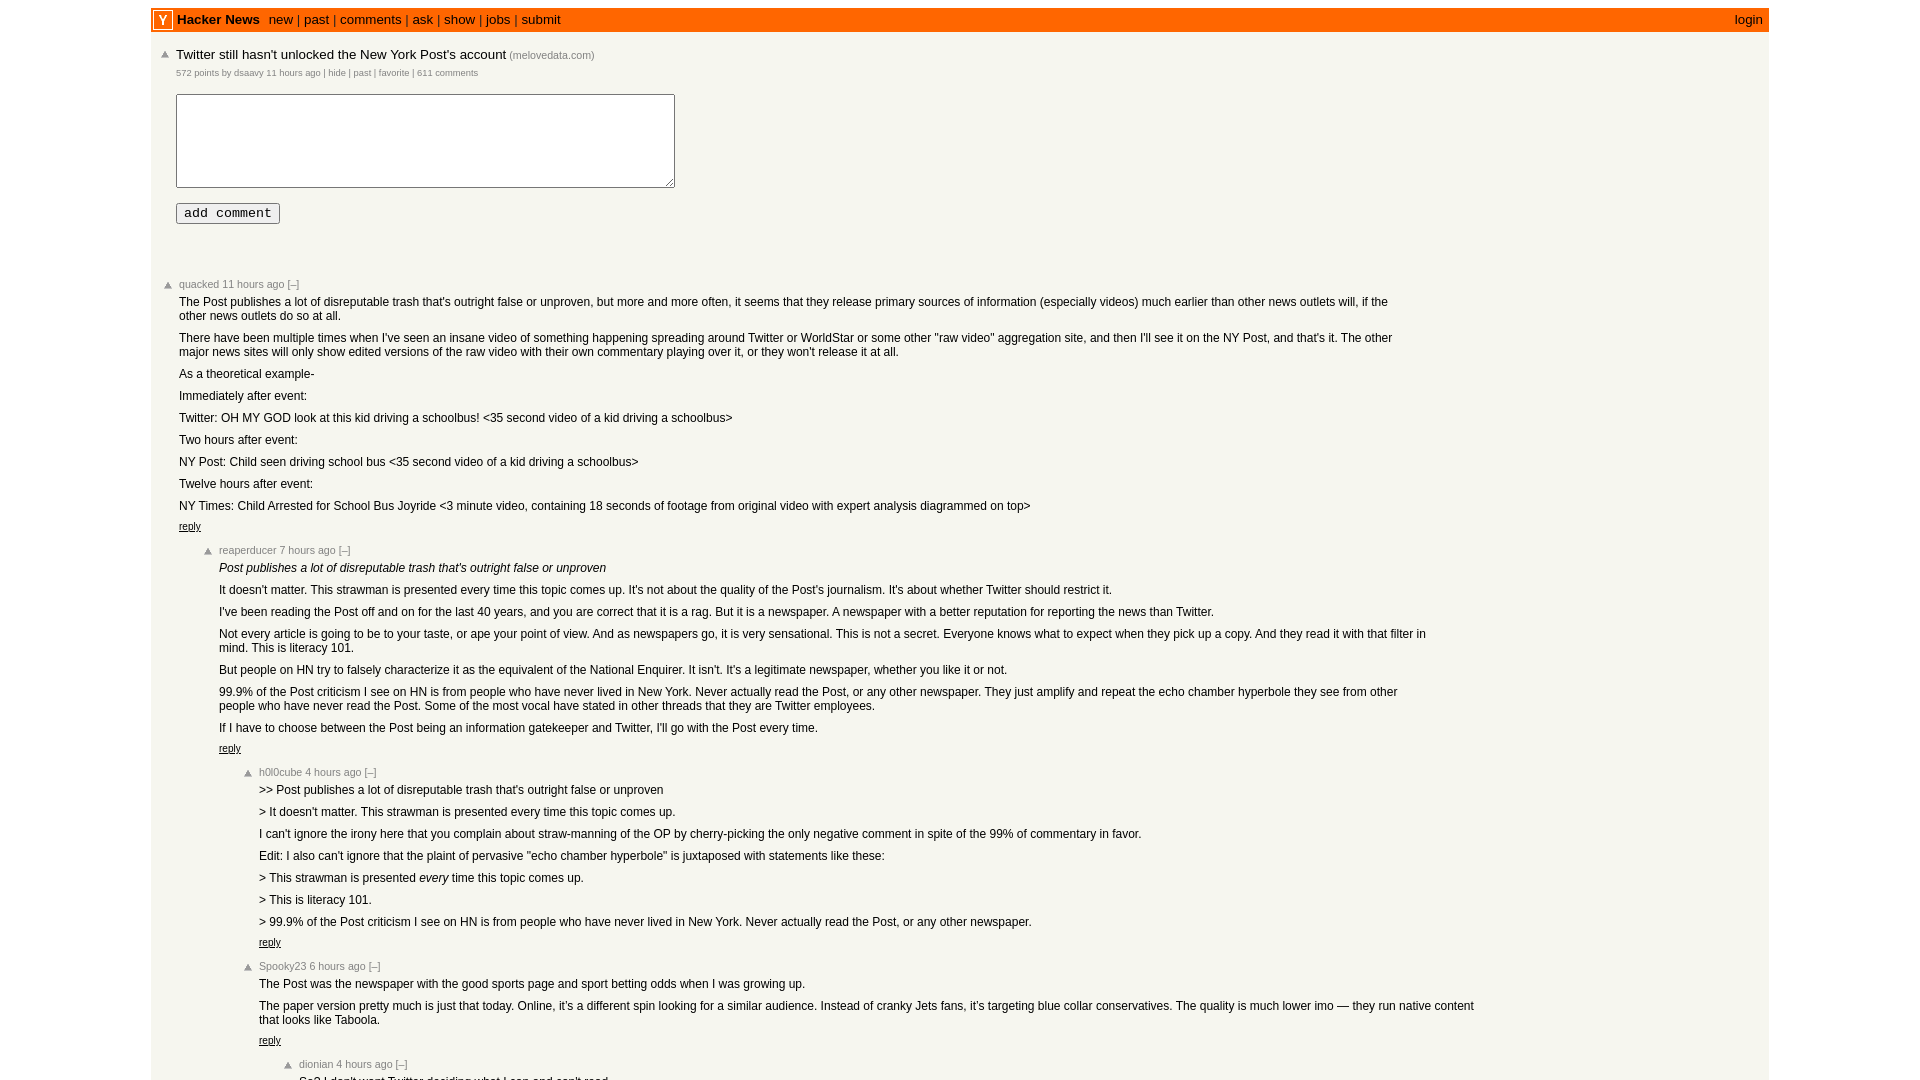 Y Hacker News new | past | comments | ask | show | jobs | submit login
Twitter still hasn't unlocked the New York Post's account (melovedata.com)
572 points by dsaavy 11 hours ago | hide | past | favorite | 611 comments
add comment
quacked 11 hours ago [–]
The Post publishes a lot of disreputable trash that's outright false or unproven, but more and more often, it seems that they release primary sources of information (especially videos) much earlier than other news outlets will, if the
other news outlets do so at all.
There have been multiple times when I've seen an insane video of something happening spreading around Twitter or WorldStar or some other "raw video" aggregation site, and then I'll see it on the NY Post, and that's it. The other
major news sites will only show edited versions of the raw video with their own commentary playing over it, or they won't release it at all.
As a theoretical example-
Immediately after event:
Twitter: OH MY GOD look at this kid driving a schoolbus! <35 second video of a kid driving a schoolbus>
Two hours after event:
NY Post: Child seen driving school bus <35 second video of a kid driving a schoolbus>
Twelve hours after event:
NY Times: Child Arrested for School Bus Joyride <3 minute video, containing 18 seconds of footage from original video with expert analysis diagrammed on top>
reply
reaperducer 7 hours ago [–]
Post publishes a lot of disreputable trash that's outright false or unproven
It doesn't matter. This strawman is presented every time this topic comes up. It's not about the quality of the Post's journalism. It's about whether Twitter should restrict it.
I've been reading the Post off and on for the last 40 years, and you are correct that it is a rag. But it is a newspaper. A newspaper with a better reputation for reporting the news than Twitter.
Not every article is going to be to your taste, or ape your point of view. And as newspapers go, it is very sensational. This is not a secret. Everyone knows what to expect when they pick up a copy. And they read it with that filter in
mind. This is literacy 101.
But people on HN try to falsely characterize it as the equivalent of the National Enquirer. It isn't. It's a legitimate newspaper, whether you like it or not.
99.9% of the Post criticism I see on HN is from people who have never lived in New York. Never actually read the Post, or any other newspaper. They just amplify and repeat the echo chamber hyperbole they see from other
people who have never read the Post. Some of the most vocal have stated in other threads that they are Twitter employees.
If I have to choose between the Post being an information gatekeeper and Twitter, I'll go with the Post every time.
reply
h0l0cube 4 hours ago [–]
>> Post publishes a lot of disreputable trash that's outright false or unproven
> It doesn't matter. This strawman is presented every time this topic comes up.
I can't ignore the irony here that you complain about straw-manning of the OP by cherry-picking the only negative comment in spite of the 99% of commentary in favor.
Edit: I also can't ignore that the plaint of pervasive "echo chamber hyperbole" is juxtaposed with statements like these:
> This strawman is presented every time this topic comes up.
> This is literacy 101.
> 99.9% of the Post criticism I see on HN is from people who have never lived in New York. Never actually read the Post, or any other newspaper.
reply
Spooky23 6 hours ago [–]
The Post was the newspaper with the good sports page and sport betting odds when I was growing up.
The paper version pretty much is just that today. Online, it’s a different spin looking for a similar audience. Instead of cranky Jets fans, it’s targeting blue collar conservatives. The quality is much lower imo — they run native content
that looks like Taboola.
reply
dionian 4 hours ago [–]
So? I don't want Twitter deciding what I can and can't read